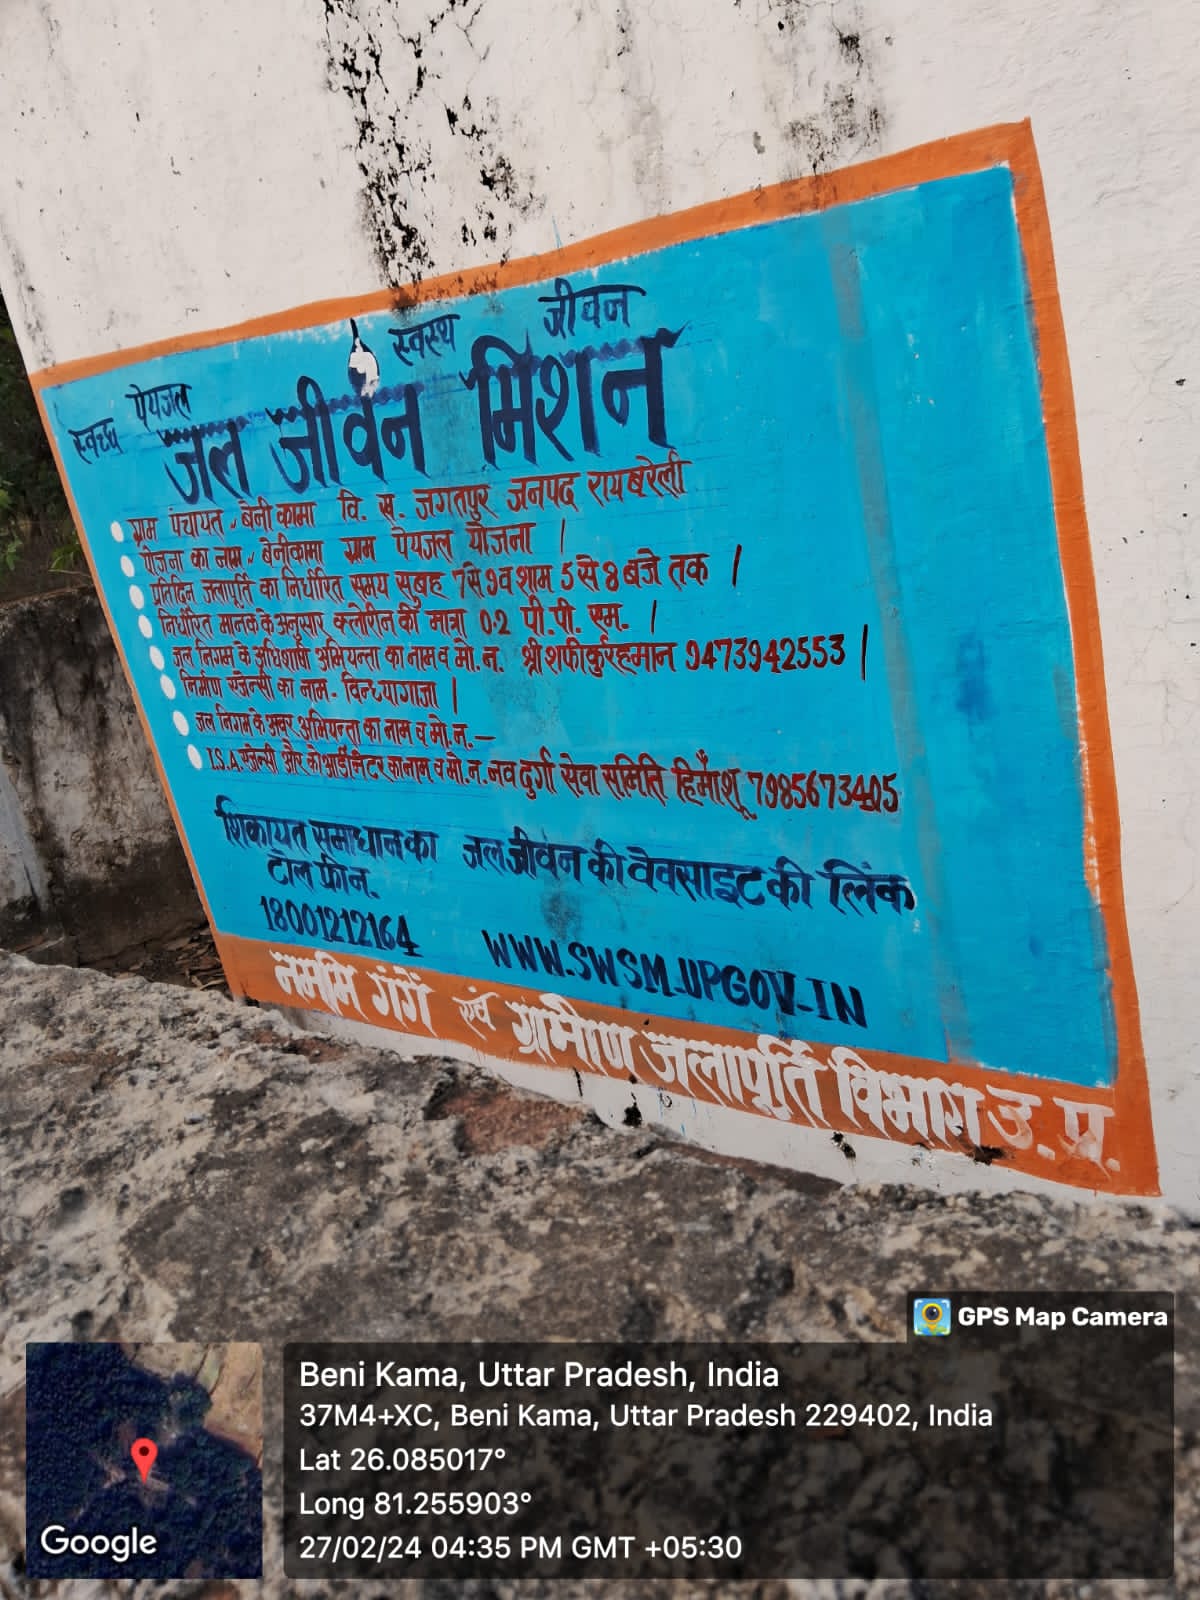 स्वच्छ पेयजल स्वस्थ जीवन
जल जीवन मिशन
ग्राम पंचायत - बेनीकामा वि. ख. जगतपुर जनपद रायबरेली
योजना का नाम - बेनीकामा ग्राम पेयजल योजना |
प्रतिदिन जलापूर्ति का निर्धारित समय सुबह 7 से 9 व शाम 5 से 8 बजे तक |
निर्धारित मानक के अनुसार क्लोरीन की मात्रा 0.2 पी. पी. एम. |
जल निगम के अधिशाषी अभियन्ता का नाम व मो. न. श्री शफीकुर्रहमान 9473942553 |
निर्माण एजेन्सी का नाम - विन्ध्यागाजा |
जल निगम के अवर अभियन्ता का नाम व मो. न. —
I.S.A. एजेन्सी और कोआर्डीनेटर का नाम व मो. न. नव दुर्गा सेवा समिति हिमाँशू 7985673405
शिकायत समाधान का
टोल फ्रीन.
18001212164
जल जीवन की वेवसाइट की लिंक
WWW.SWSM.UPGOV.IN
नमामि गंगें एवं ग्रामीण जलापूर्ति विभाग उ. प्र.
GPS Map Camera
Beni Kama, Uttar Pradesh, India
37M4+XC, Beni Kama, Uttar Pradesh 229402, India
Lat 26.085017°
Long 81.255903°
27/02/24 04:35 PM GMT +05:30
Google